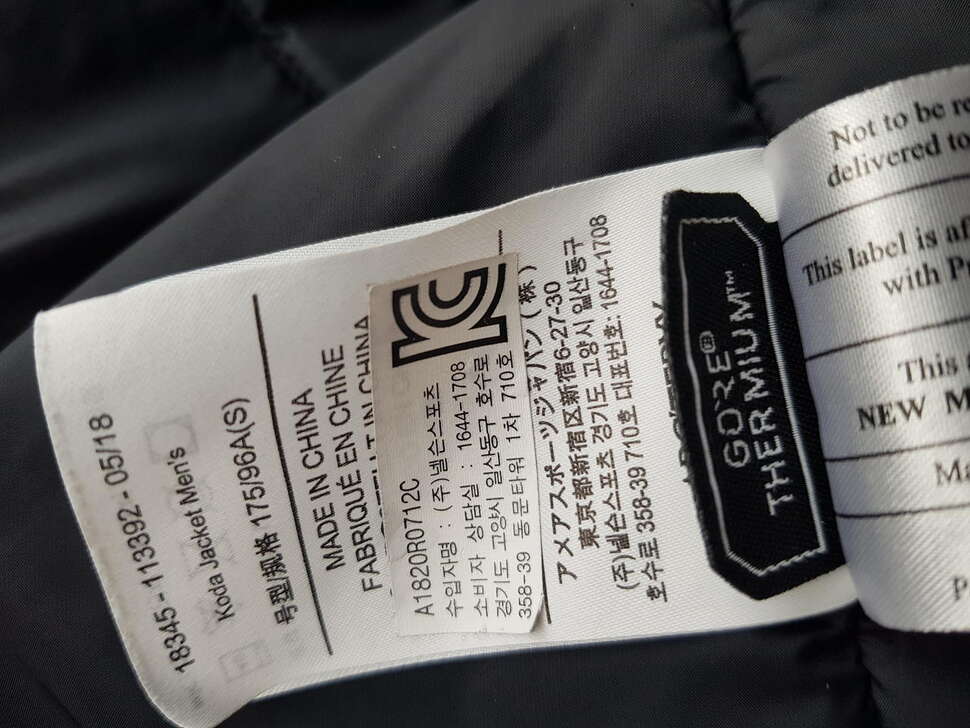 18345 - 113392 - 05/18
Koda Jacket Men's
号型/规格 175/96A(S)
MADE IN CHINA
FABRIQUÉ EN CHINE
IN CHINA
A1820R0712C
수입자명 : (주)넬슨스포츠
소비자 상담실 : 1644-1708
경기도 고양시 일산동구 호수로
358-39 동문타워 1차 710호
アメアスポーツジャパン (株)
東京都新宿区新宿6-27-30
(주)넬슨스포츠 경기도 고양시 일산동구
호수로 358-39 710호 대표번호: 1644-1708
GORE®
THERMIUM™
Not to be
delivered to
This label is
with
This
NEW